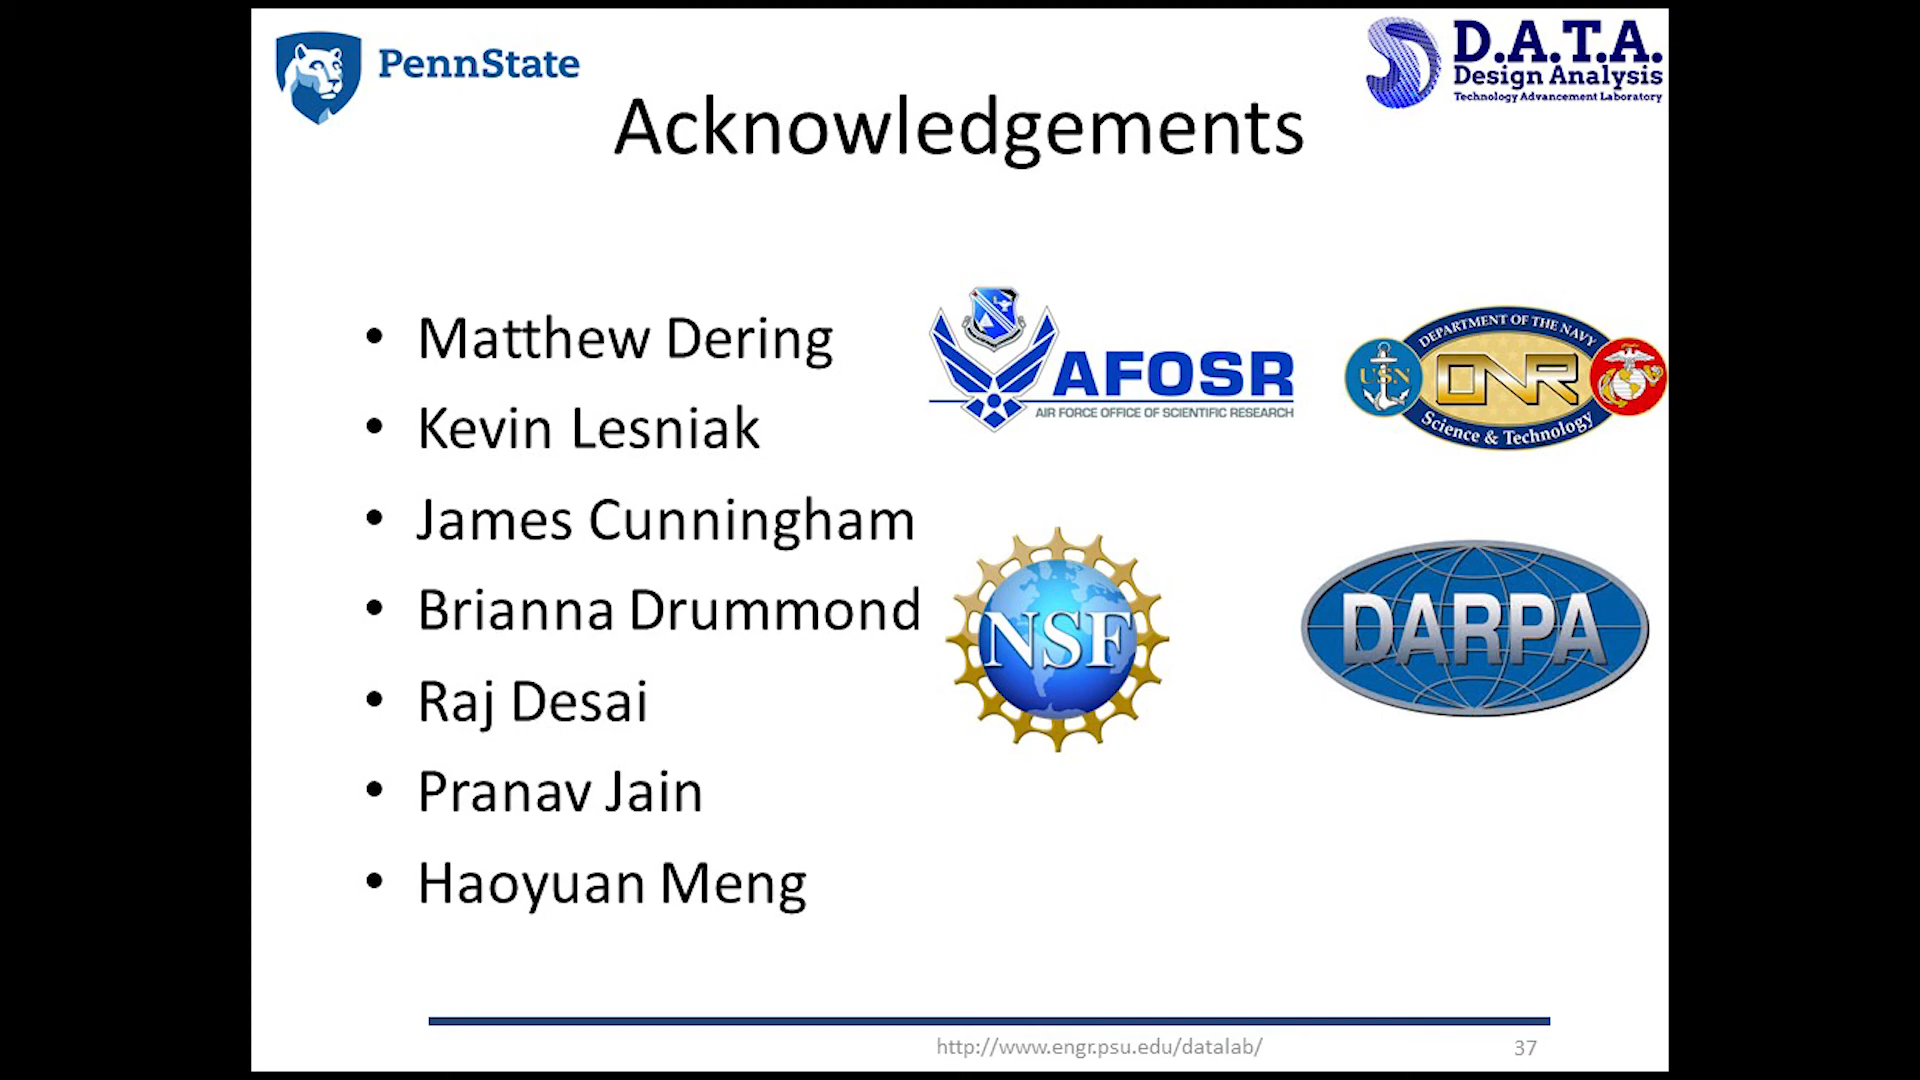 PennState
D.A.T.A.
Design Analysis
Technology Advancement Laboratory
Acknowledgements
• Matthew Dering
• Kevin Lesniak
• James Cunningham
• Brianna Drummond
• Raj Desai
• Pranav Jain
• Haoyuan Meng
AFOSR
AIR FORCE OFFICE OF SCIENTIFIC RESEARCH
DEPARTMENT OF THE NAVY
USN
ONR
Science & Technology
NSF
DARPA
http://www.engr.psu.edu/datalab/
37